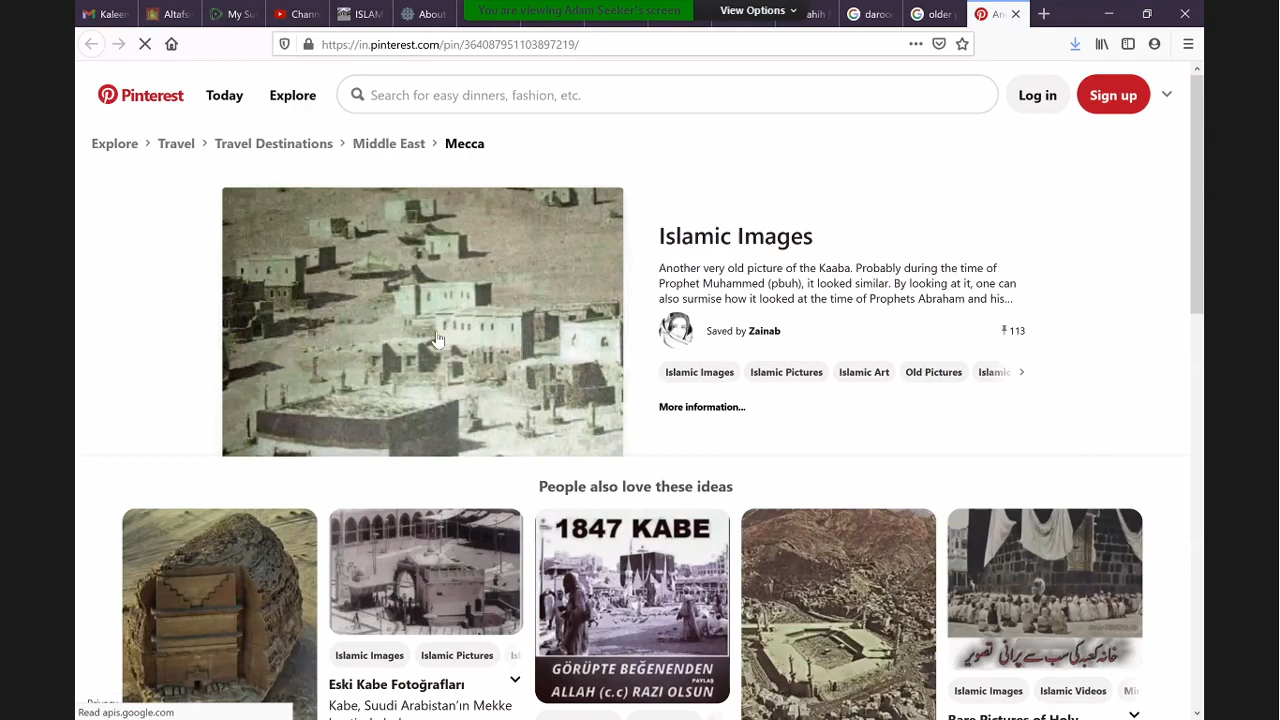 Kaleen
Altafsi
My Su
Chann
ISLAM
About
You are viewing Adam Seeker's screen
View Options
ahih M
daroo
older p
An
https://in.pinterest.com/pin/364087951103897219/
Pinterest
Today
Explore
Search for easy dinners, fashion, etc.
Log in
Sign up
Explore > Travel > Travel Destinations > Middle East > Mecca
Islamic Images
Another very old picture of the Kaaba. Probably during the time of
Prophet Muhammed (pbuh), it looked similar. By looking at it, one can
also surmise how it looked at the time of Prophets Abraham and his...
Saved by Zainab
113
Islamic Images
Islamic Pictures
Islamic Art
Old Pictures
Islamic
More information...
People also love these ideas
1847 KABE
GÖRÜPTE BEĞENENDEN
PAYLAŞ
ALLAH (c.c) RAZI OLSUN
خانہ کعبہ کی سب سے پرانی تصویر
Islamic Images
Islamic Pictures
Isl
Eski Kabe Fotoğrafları
Kabe, Suudi Arabistan'ın Mekke
Islamic Images
Islamic Videos
Mi
Rare Pictures of Holy
Read apis.google.com